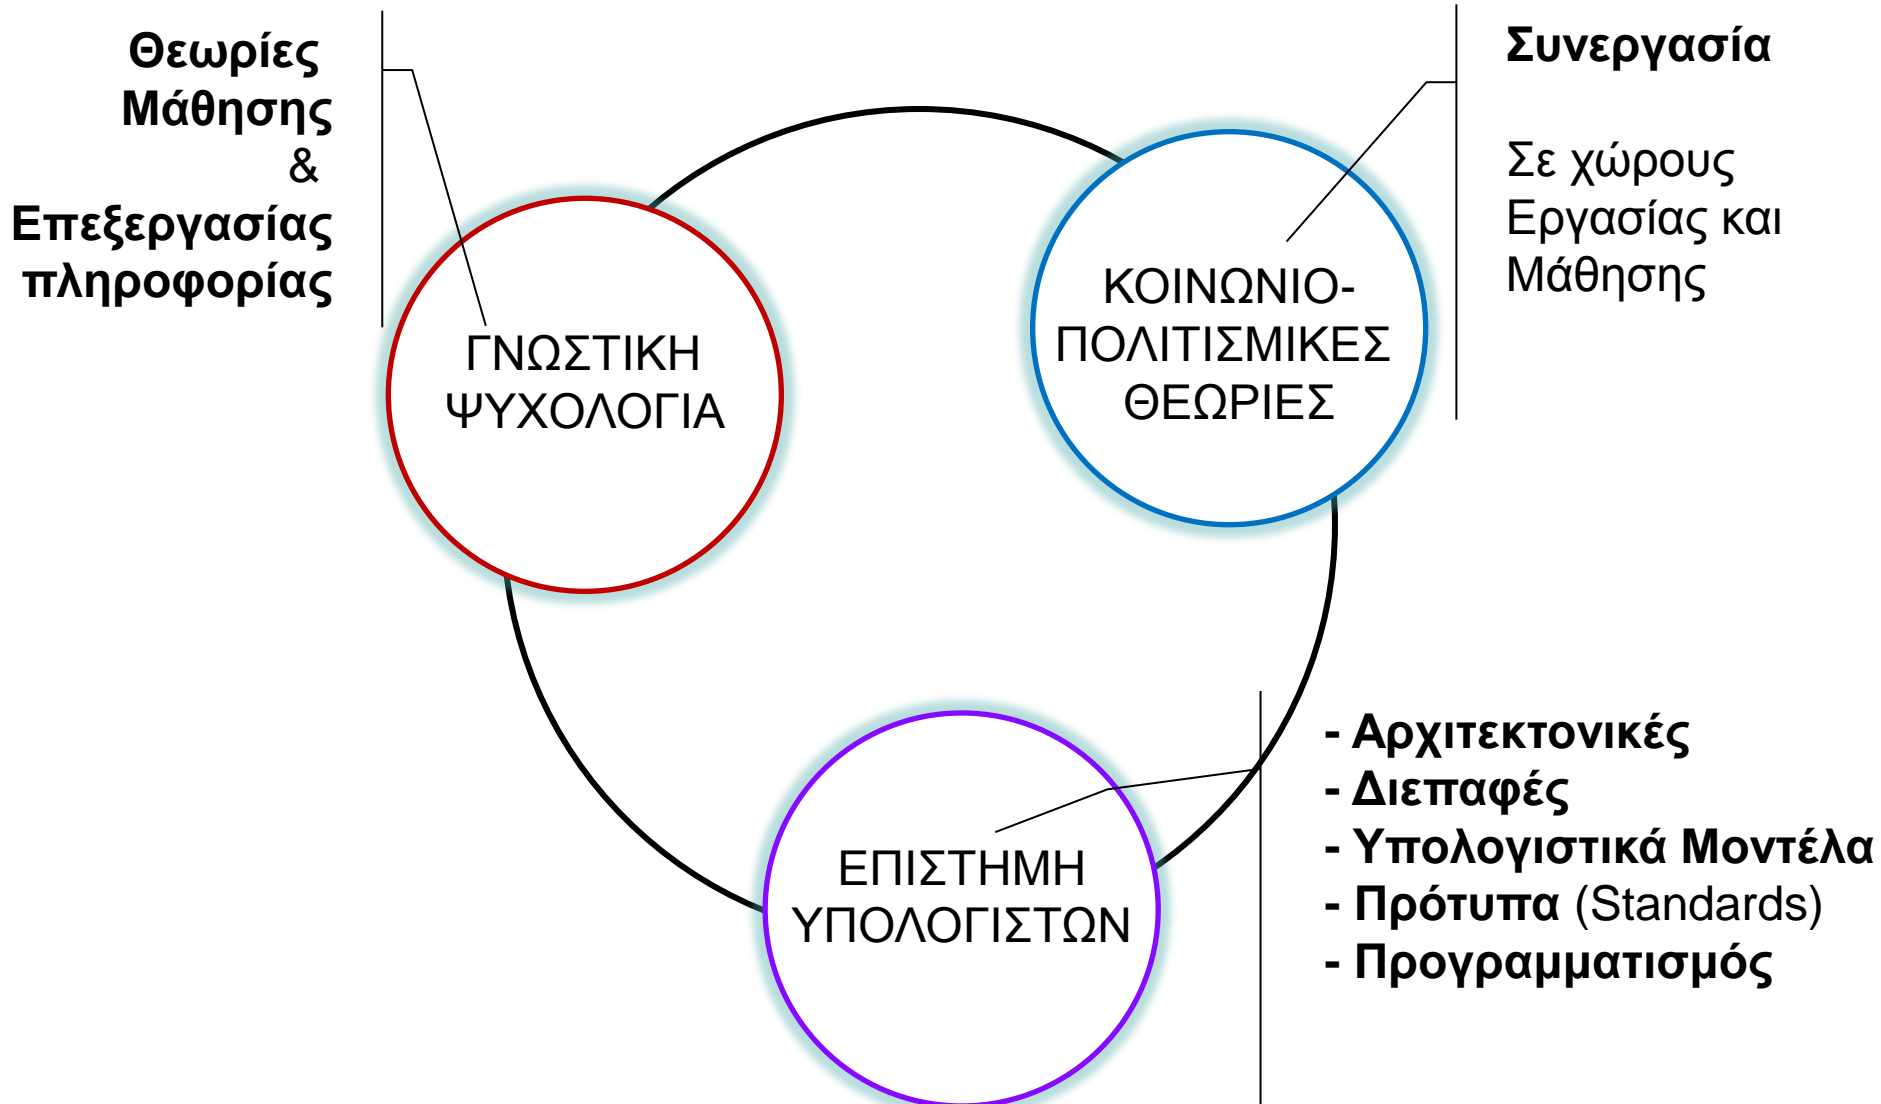 Θεωρίες
Μάθησης
&
Επεξεργασίας
πληροφορίας
ΓΝΩΣΤΙΚΗ
ΨΥΧΟΛΟΓΙΑ
Συνεργασία
Σε χώρους
Εργασίας και
Μάθησης
ΚΟΙΝΩΝΙΟ-
ΠΟΛΙΤΙΣΜΙΚΕΣ
ΘΕΩΡΙΕΣ
ΕΠΙΣΤΗΜΗ
ΥΠΟΛΟΓΙΣΤΩΝ
- Αρχιτεκτονικές
- Διεπαφές
- Υπολογιστικά Μοντέλα
- Πρότυπα (Standards)
- Προγραμματισμός